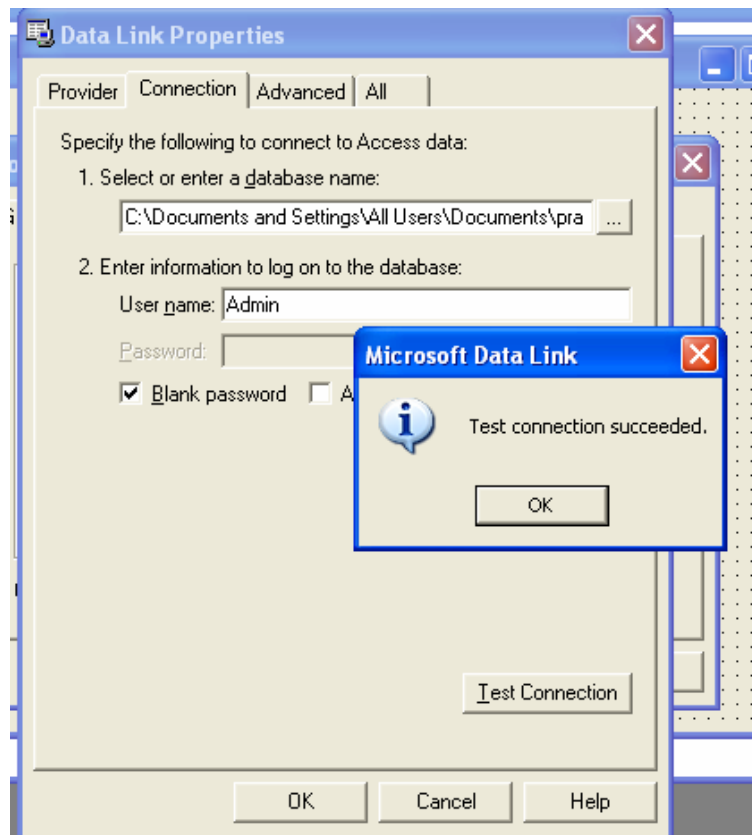 Data Link Properties
Provider Connection Advanced All
Specify the following to connect to Access data:
1. Select or enter a database name:
C:\Documents and Settings\All Users\Documents\pra ...
2. Enter information to log on to the database:
User name: Admin
Password:
Blank password A
Microsoft Data Link
Test connection succeeded.
OK
Test Connection
OK Cancel Help